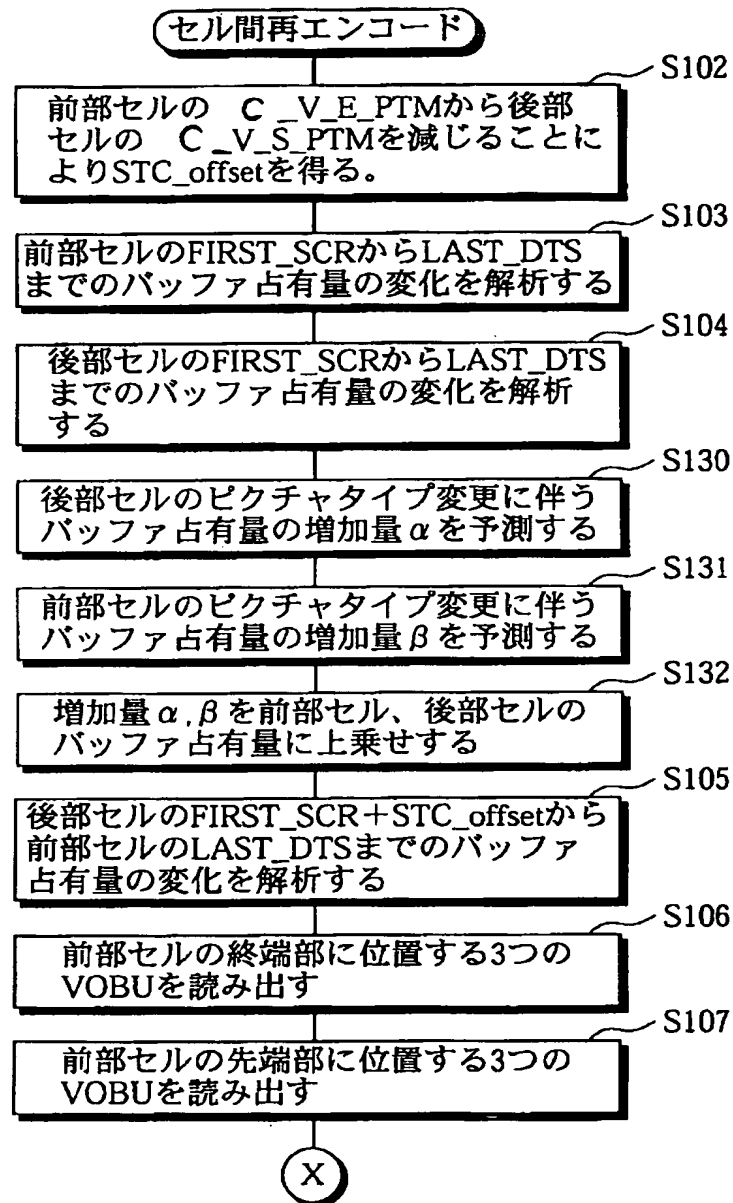 セル間再エンコード
S102
前部セルの C_V_E_PTMから後部
セルの C_V_S_PTMを減じることに
よりSTC_offsetを得る。
S103
前部セルのFIRST_SCRからLAST_DTS
までのバッファ占有量の変化を解析する
S104
後部セルのFIRST_SCRからLAST_DTS
までのバッファ占有量の変化を解析
する
S130
後部セルのピクチャタイプ変更に伴う
バッファ占有量の増加量αを予測する
S131
前部セルのピクチャタイプ変更に伴う
バッファ占有量の増加量βを予測する
S132
増加量α,βを前部セル、後部セルの
バッファ占有量に上乗せする
S105
後部セルのFIRST_SCR+STC_offsetから
前部セルのLAST_DTSまでのバッファ
占有量の変化を解析する
S106
前部セルの終端部に位置する3つの
VOBUを読み出す
S107
前部セルの先端部に位置する3つの
VOBUを読み出す
X